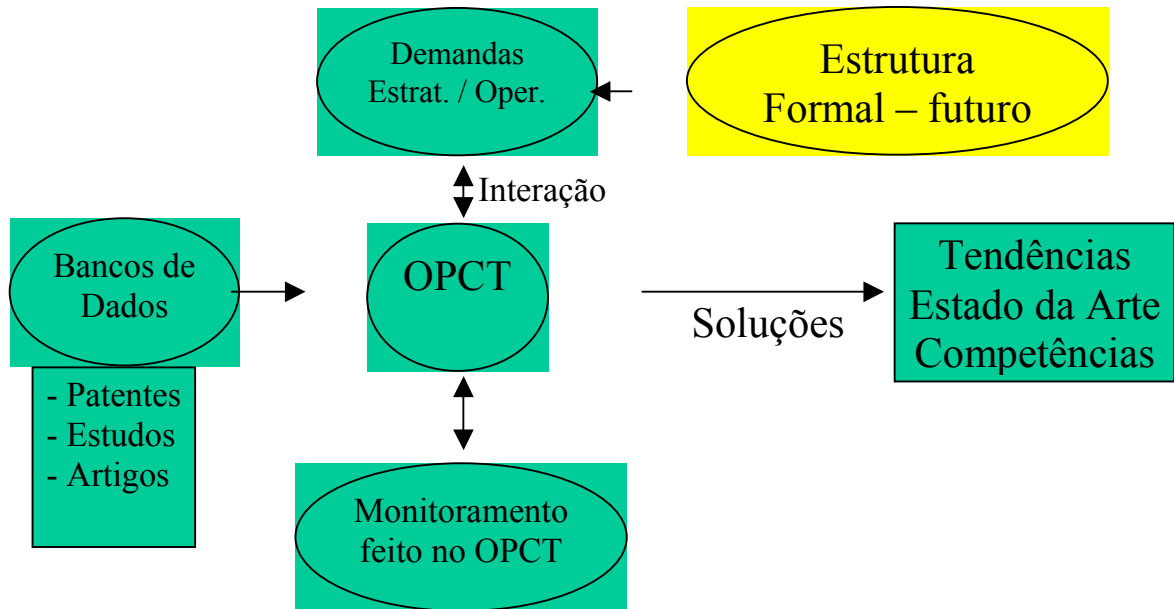 Demandas
Estrat. / Oper.
Estrutura
Formal – futuro
Interação
Bancos de
Dados
OPCT
Soluções
Tendências
Estado da Arte
Competências
- Patentes
- Estudos
- Artigos
Monitoramento
feito no OPCT